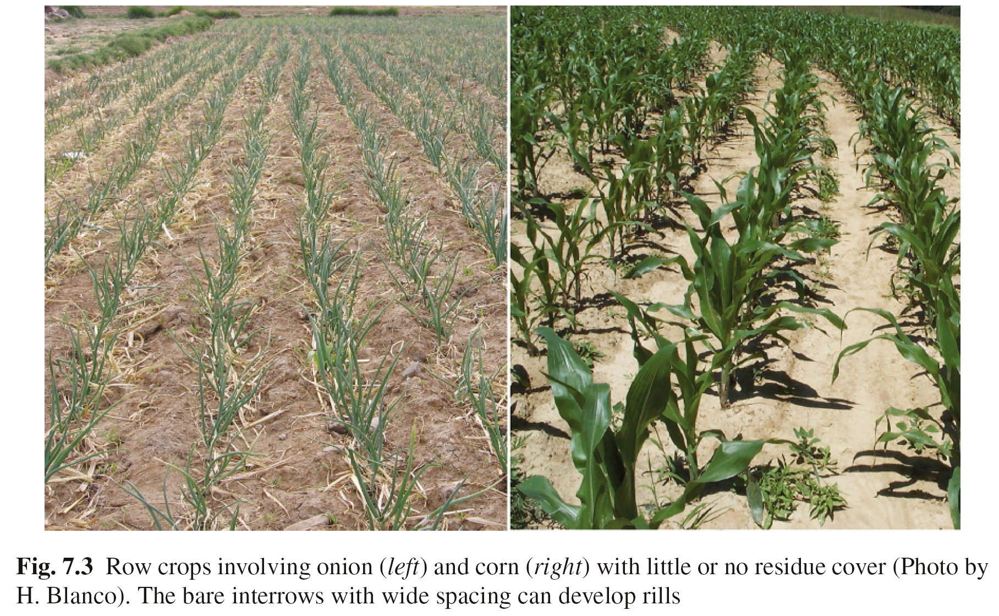 Fig. 7.3 Row crops involving onion (left) and corn (right) with little or no residue cover (Photo by
H. Blanco). The bare interrows with wide spacing can develop rills